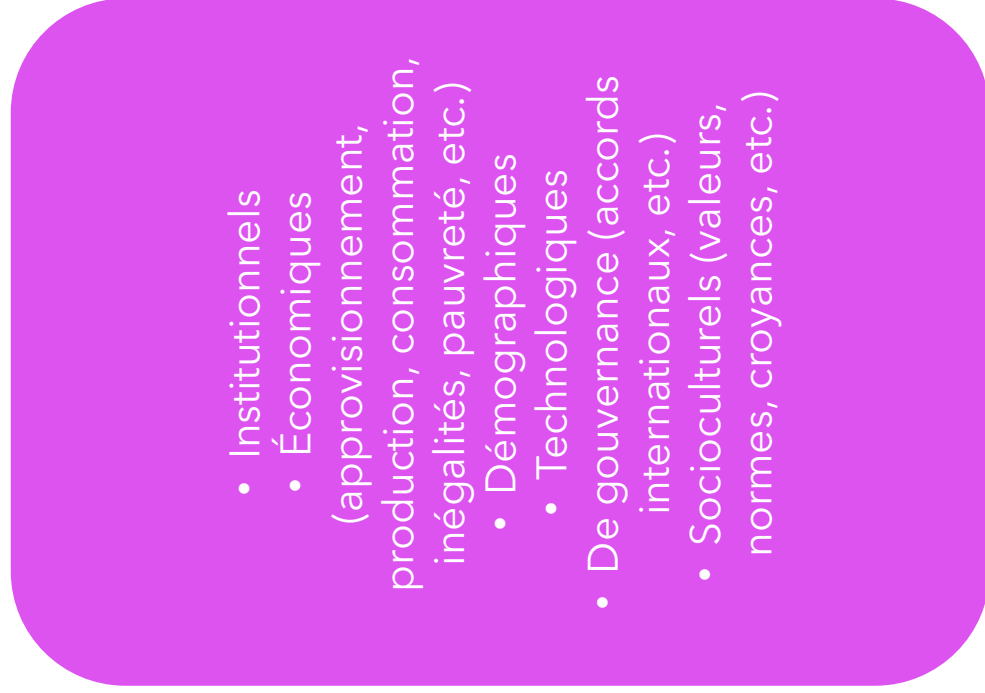 • Institutionnels
• Économiques
(approvisionnement,
production, consommation,
inégalités, pauvreté, etc.)
• Démographiques
• Technologiques
• De gouvernance (accords
internationaux, etc.)
• Socioculturels (valeurs,
normes, croyances, etc.)